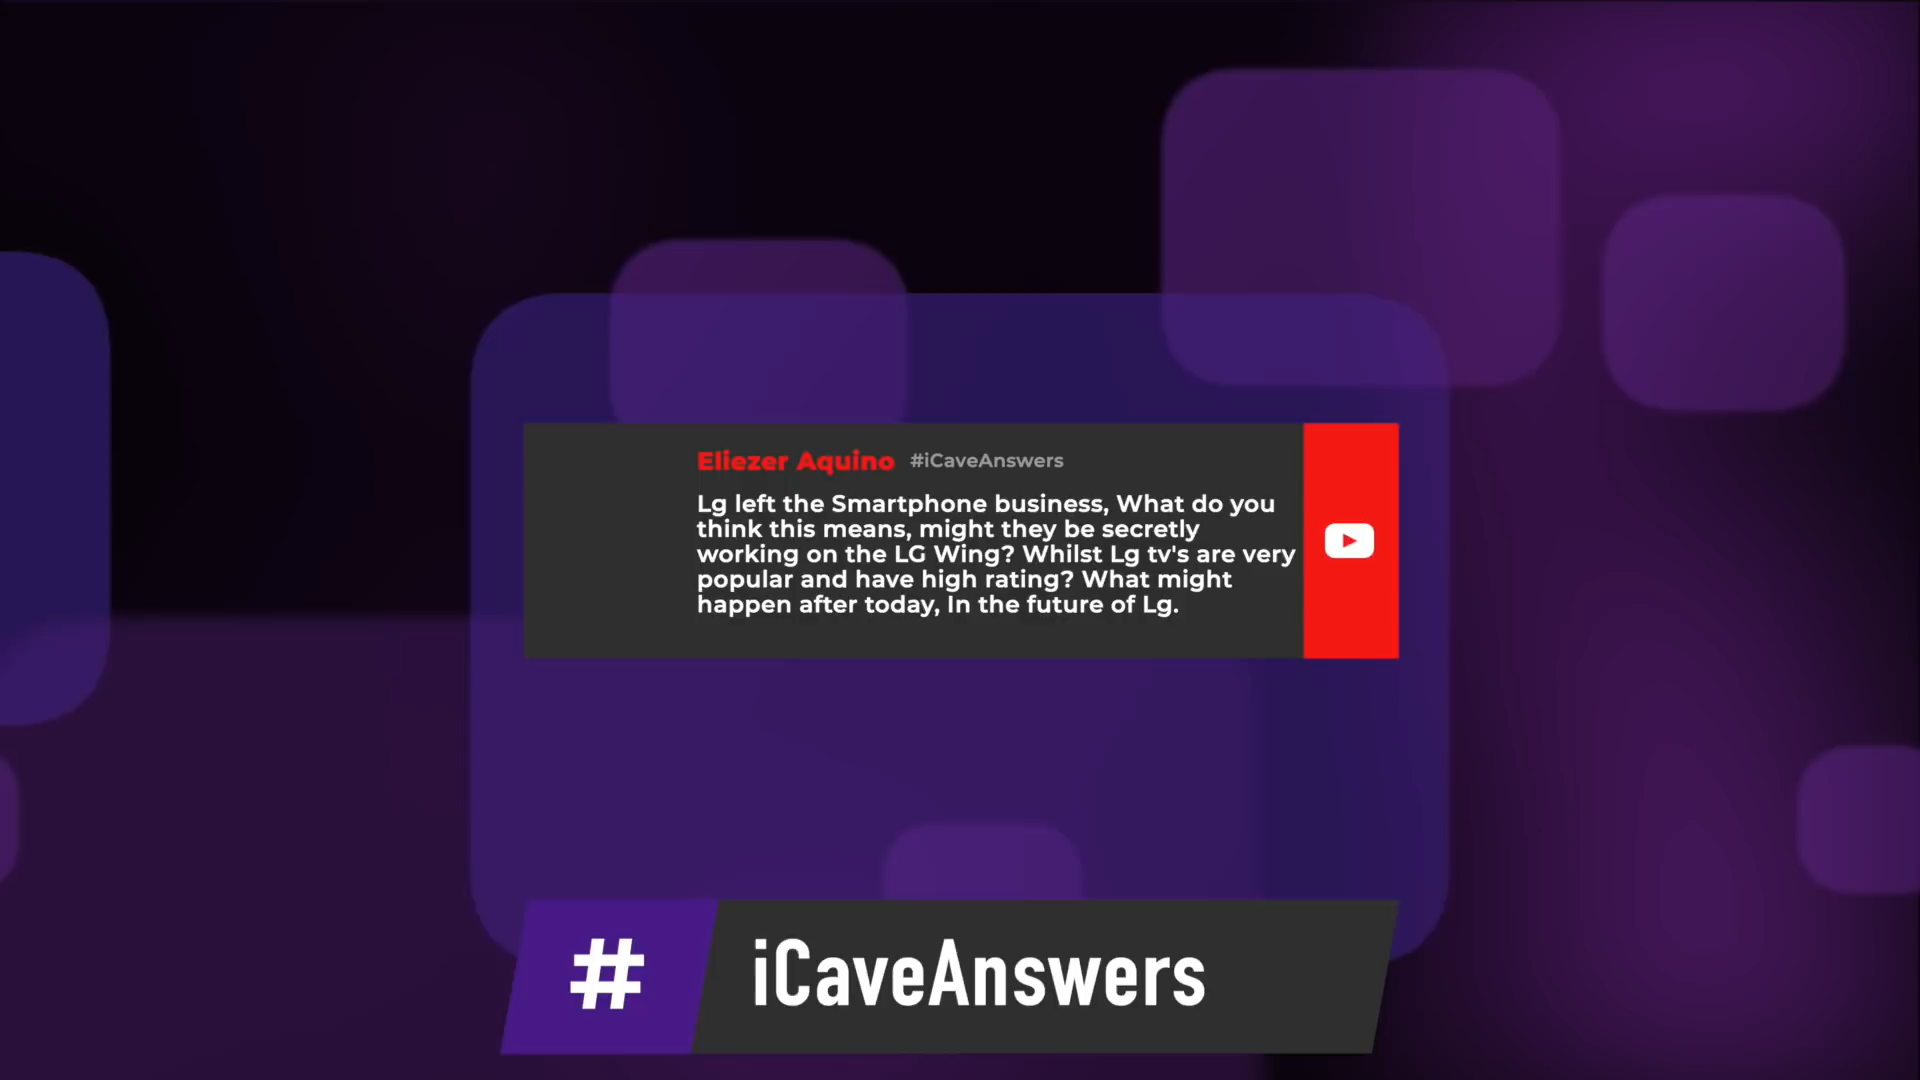 Eliezer Aquino #iCaveAnswers
Lg left the Smartphone business, What do you
think this means, might they be secretly
working on the LG Wing? Whilst Lg tv's are very
popular and have high rating? What might
happen after today, In the future of Lg.
# iCaveAnswers